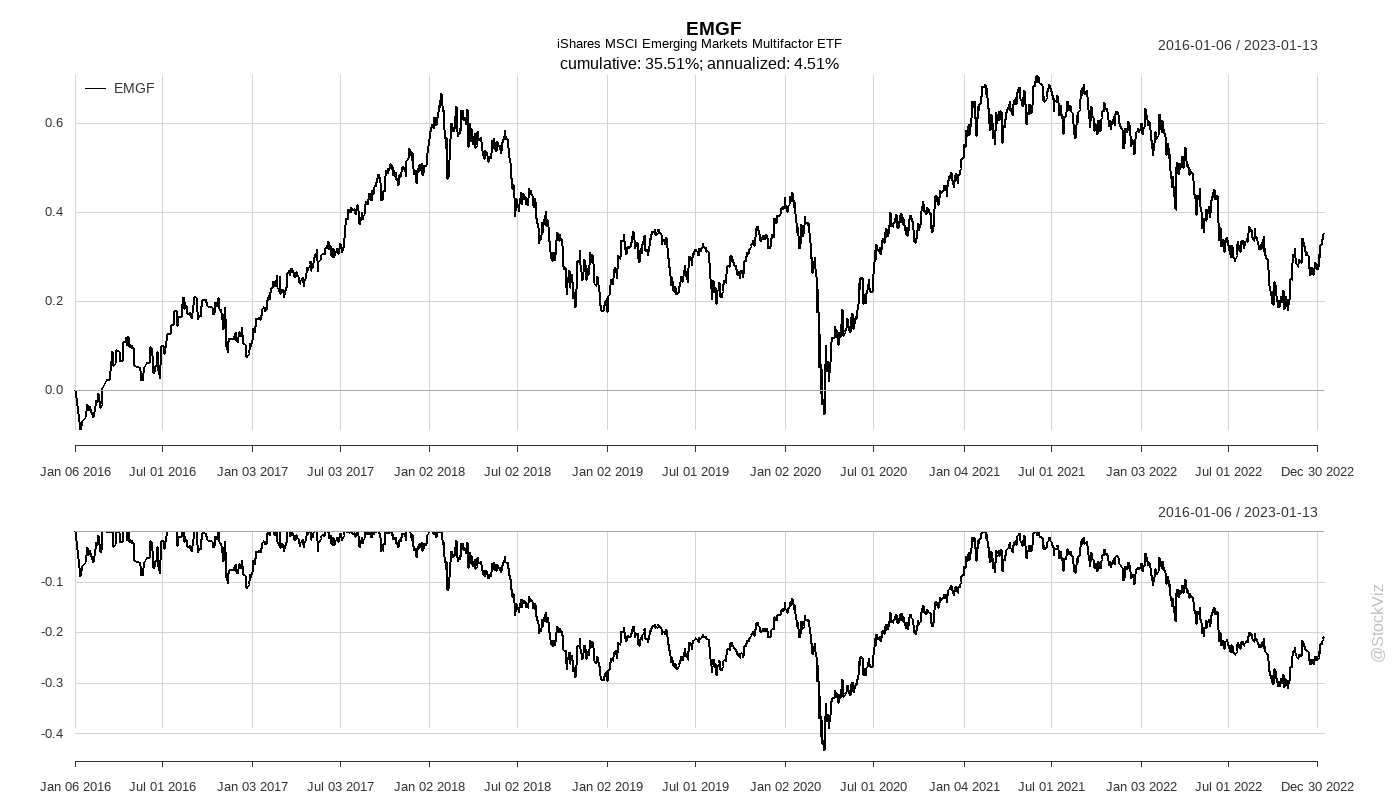 EMGF
iShares MSCI Emerging Markets Multifactor ETF
cumulative: 35.51%; annualized: 4.51%
2016-01-06 / 2023-01-13
EMGF
0.6
0.4
0.2
0.0
Jan 06 2016 Jul 01 2016 Jan 03 2017 Jul 03 2017 Jan 02 2018 Jul 02 2018 Jan 02 2019 Jul 01 2019 Jan 02 2020 Jul 01 2020 Jan 04 2021 Jul 01 2021 Jan 03 2022 Jul 01 2022 Dec 30 2022
2016-01-06 / 2023-01-13
-0.1
-0.2
-0.3
-0.4
Jan 06 2016 Jul 01 2016 Jan 03 2017 Jul 03 2017 Jan 02 2018 Jul 02 2018 Jan 02 2019 Jul 01 2019 Jan 02 2020 Jul 01 2020 Jan 04 2021 Jul 01 2021 Jan 03 2022 Jul 01 2022 Dec 30 2022
@StockViz